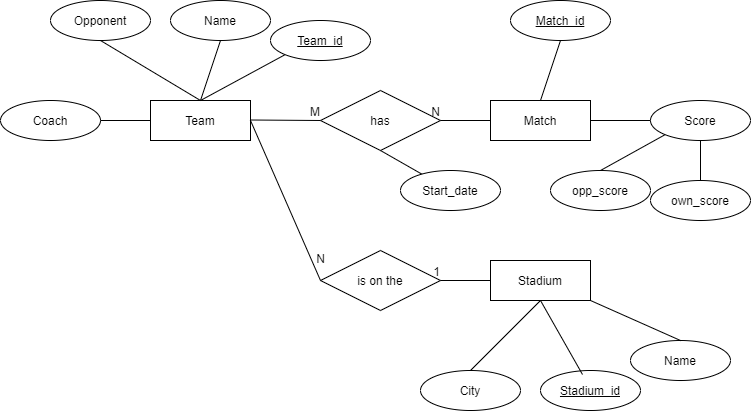 Opponent
Name
Team_id
Match_id
Coach
Team
M
has
N
Match
Score
Start_date
opp_score
own_score
N
is on the
1
Stadium
City
Stadium_id
Name